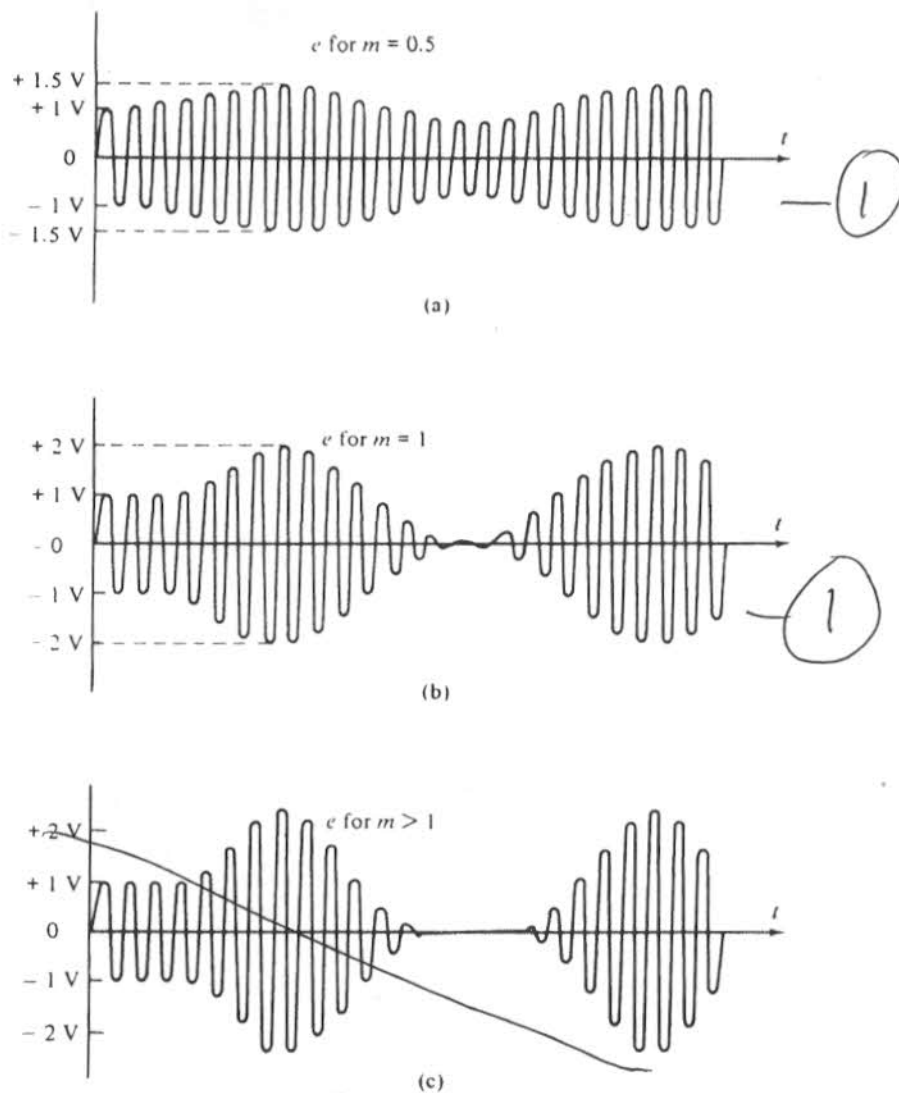 e for m = 0.5
+ 1.5 V
+ 1 V
0
t
- 1 V
- 1.5 V
1
(a)
+ 2 V
e for m = 1
+ 1 V
t
- 0
- 1 V
1
- 2 V
(b)
+2 V
e for m > 1
+ 1 V
t
0
- 1 V
- 2 V
(c)